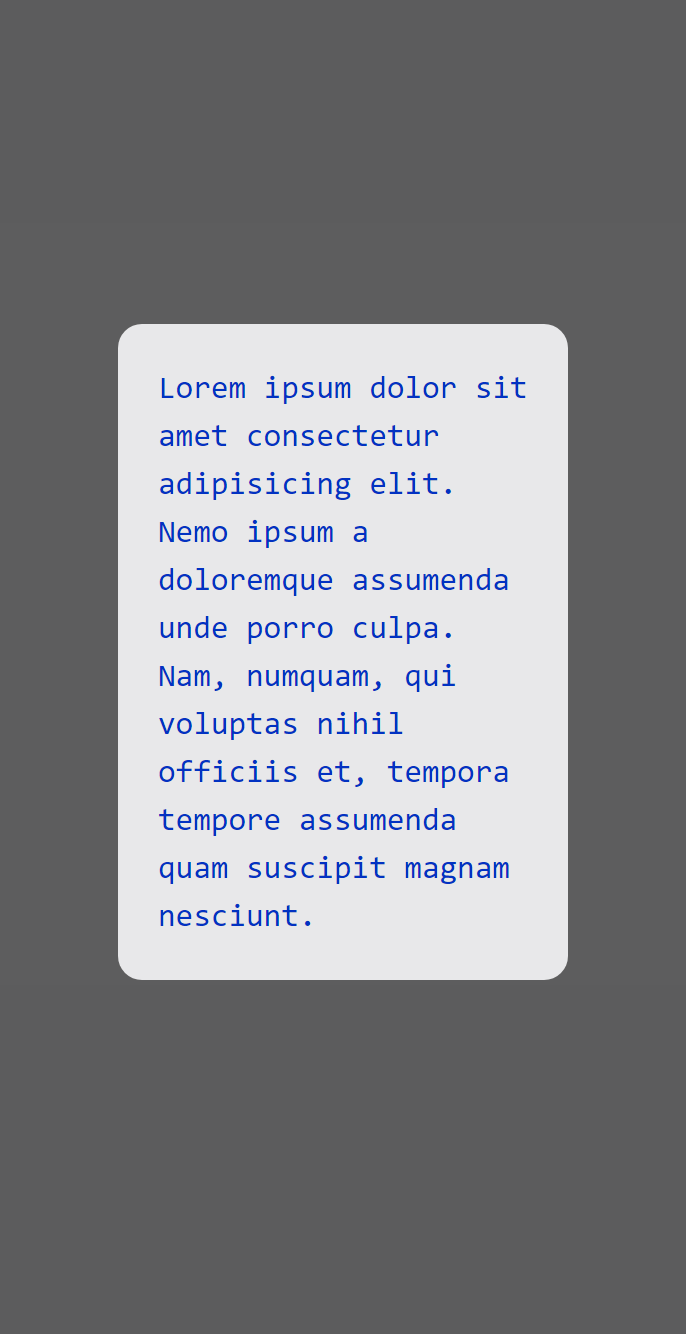 Lorem ipsum dolor sit
amet consectetur
adipisicing elit.
Nemo ipsum a
doloremque assumenda
unde porro culpa.
Nam, numquam, qui
voluptas nihil
officiis et, tempora
tempore assumenda
quam suscipit magnam
nesciunt.